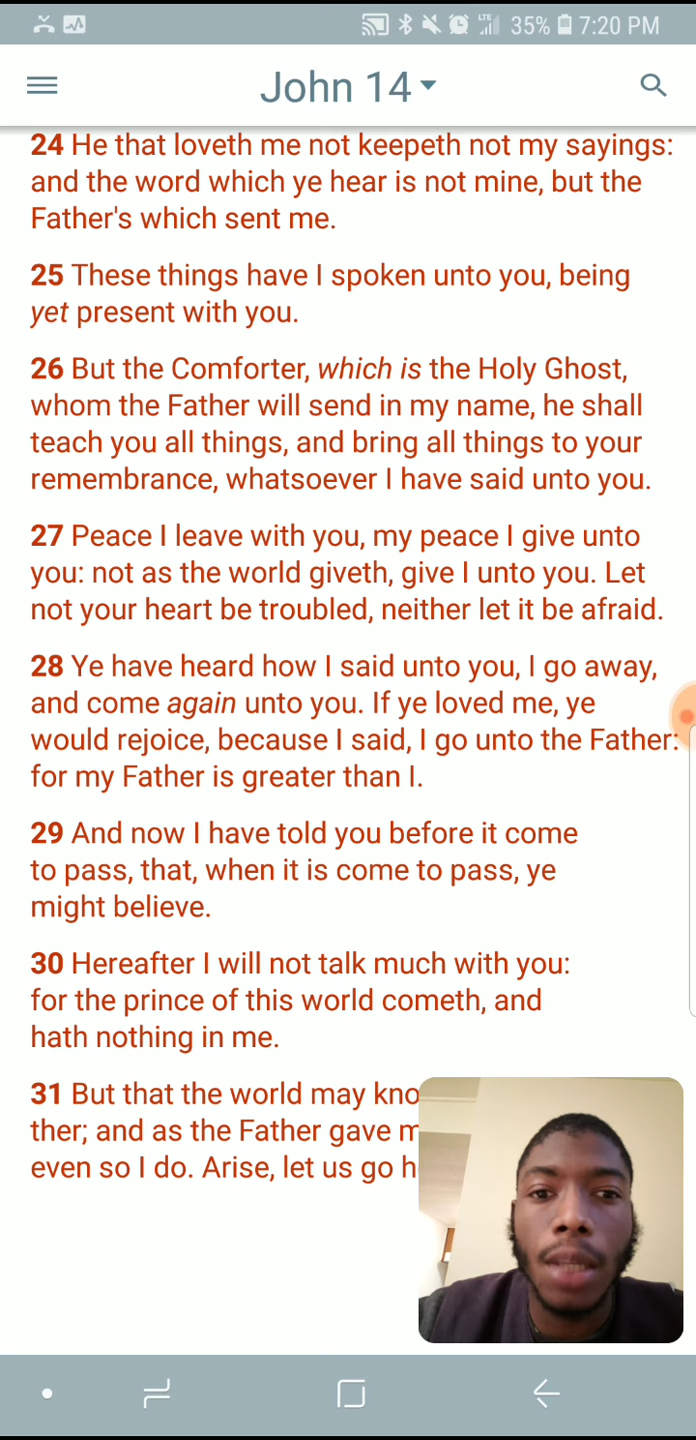 LTE 35% 7:20 PM
John 14
24 He that loveth me not keepeth not my sayings:
and the word which ye hear is not mine, but the
Father's which sent me.
25 These things have I spoken unto you, being
yet present with you.
26 But the Comforter, which is the Holy Ghost,
whom the Father will send in my name, he shall
teach you all things, and bring all things to your
remembrance, whatsoever I have said unto you.
27 Peace I leave with you, my peace I give unto
you: not as the world giveth, give I unto you. Let
not your heart be troubled, neither let it be afraid.
28 Ye have heard how I said unto you, I go away,
and come again unto you. If ye loved me, ye
would rejoice, because I said, I go unto the Father:
for my Father is greater than I.
29 And now I have told you before it come
to pass, that, when it is come to pass, ye
might believe.
30 Hereafter I will not talk much with you:
for the prince of this world cometh, and
hath nothing in me.
31 But that the world may kno
ther; and as the Father gave m
even so I do. Arise, let us go h